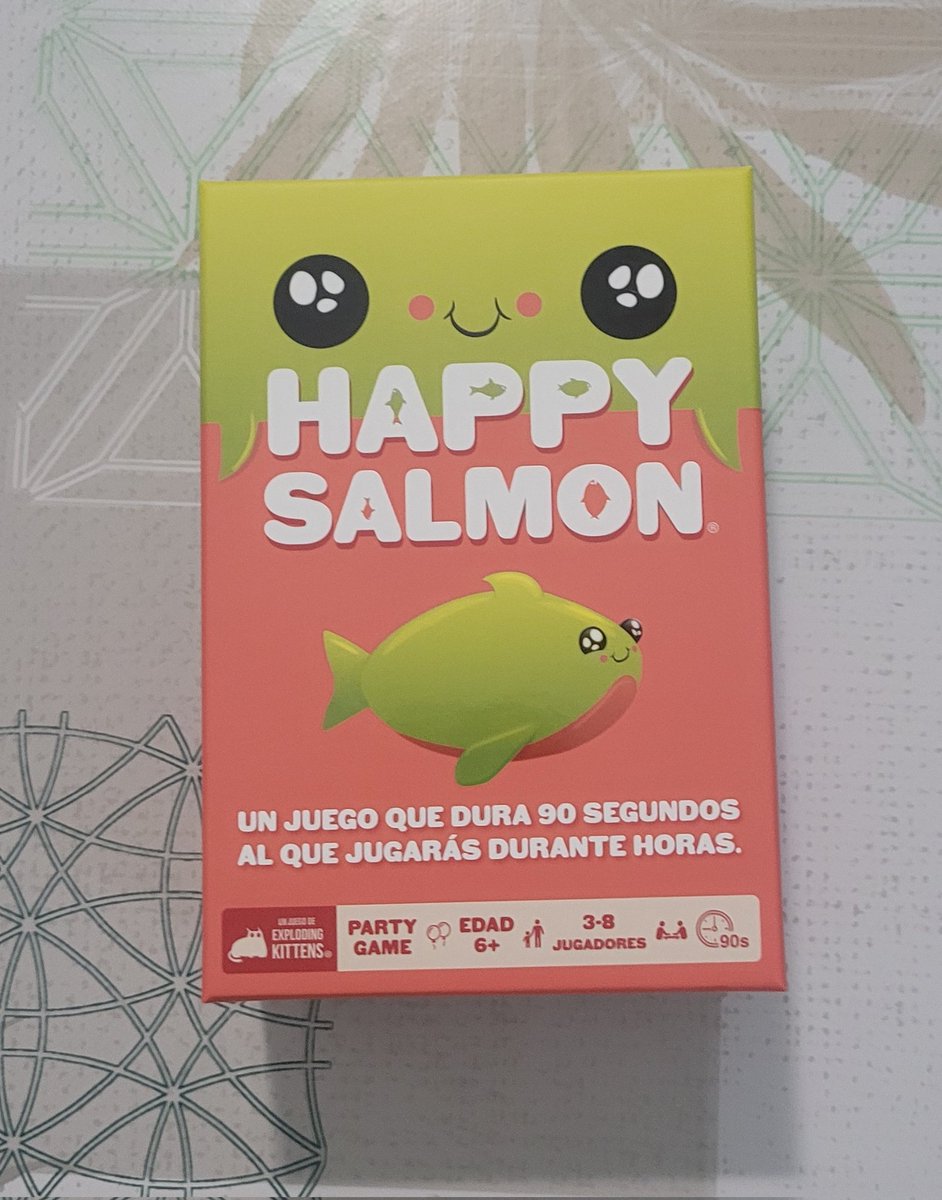 HAPPY
SALMON®
UN JUEGO QUE DURA 90 SEGUNDOS
AL QUE JUGARÁS DURANTE HORAS.
UN JUEGO DE
EXPLODING
KITTENS®
PARTY
GAME
EDAD
6+
3-8
JUGADORES
90s